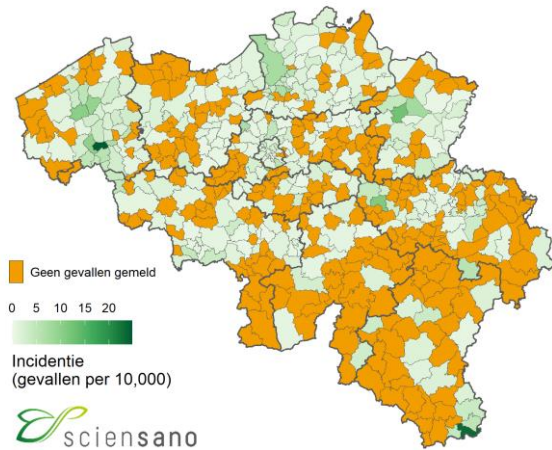 Geen gevallen gemeld
0 5 10 15 20
Incidentie
(gevallen per 10,000)
sciensano